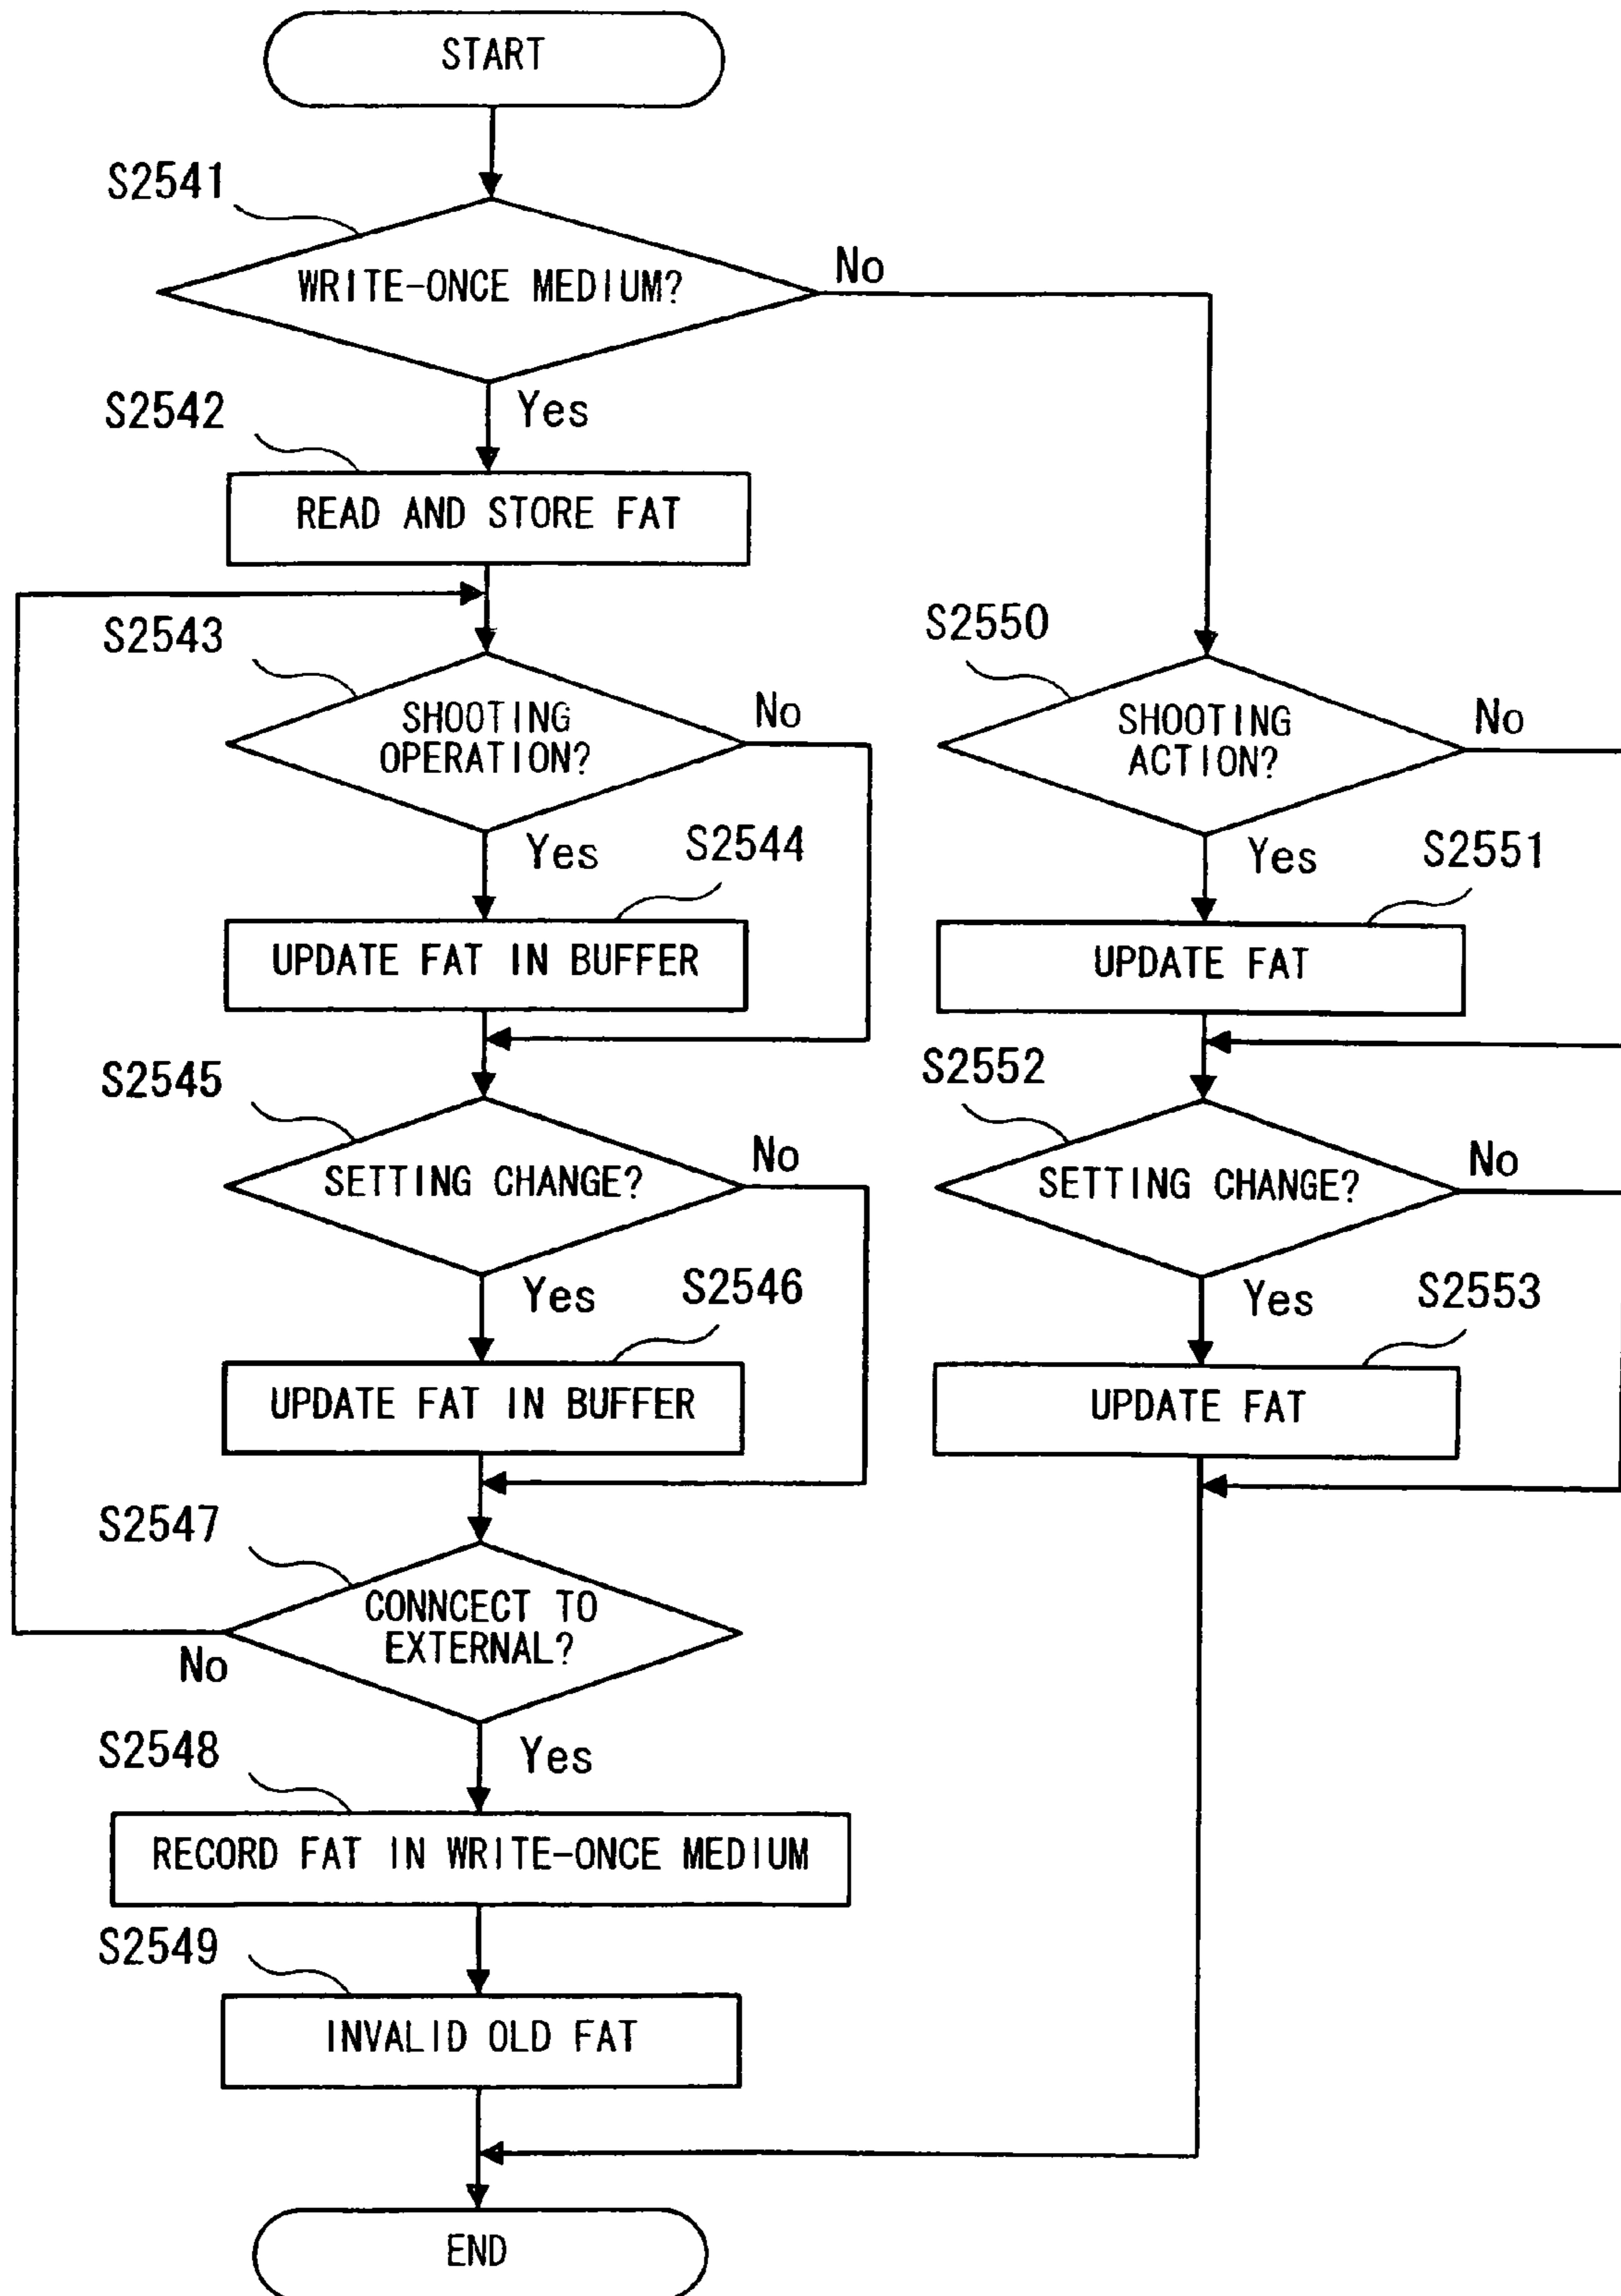 START
S2541
WRITE-ONCE MEDIUM?
No
Yes
S2542
READ AND STORE FAT
S2543
SHOOTING
OPERATION?
No
Yes
S2544
UPDATE FAT IN BUFFER
S2545
SETTING CHANGE?
No
Yes
S2546
UPDATE FAT IN BUFFER
S2547
CONNCECT TO
EXTERNAL?
No
Yes
S2548
RECORD FAT IN WRITE-ONCE MEDIUM
S2549
INVALID OLD FAT
S2550
SHOOTING
ACTION?
No
Yes
S2551
UPDATE FAT
S2552
SETTING CHANGE?
No
Yes
S2553
UPDATE FAT
END